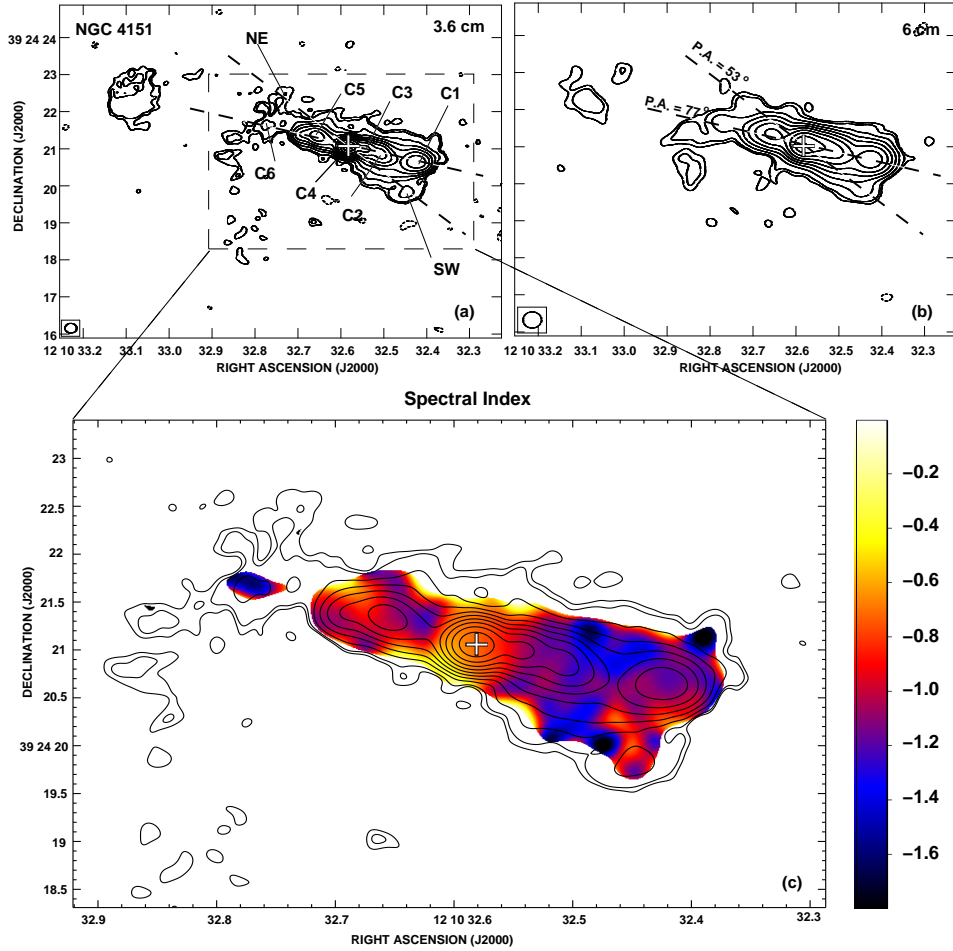 NGC 4151
3.6 cm
39 24 24
23
22
21
20
19
18
17
16
DECLINATION (J2000)
NE
C5
C3
C1
C6
C4
C2
SW
(a)
12 10 33.2
33.1
33.0
32.9
32.8
32.7
32.6
32.5
32.4
32.3
RIGHT ASCENSION (J2000)
6 cm
P.A. = 53°
P.A. = 77°
(b)
12 10 33.1
33.0
32.9
32.8
32.7
32.6
32.5
32.4
32.3
RIGHT ASCENSION (J2000)
Spectral Index
23
22.5
22
21.5
21
20.5
39 24 20
19.5
19
18.5
DECLINATION (J2000)
(c)
32.9
32.8
32.7
12 10 32.6
32.5
32.4
32.3
RIGHT ASCENSION (J2000)
−0.2
−0.4
−0.6
−0.8
−1.0
−1.2
−1.4
−1.6